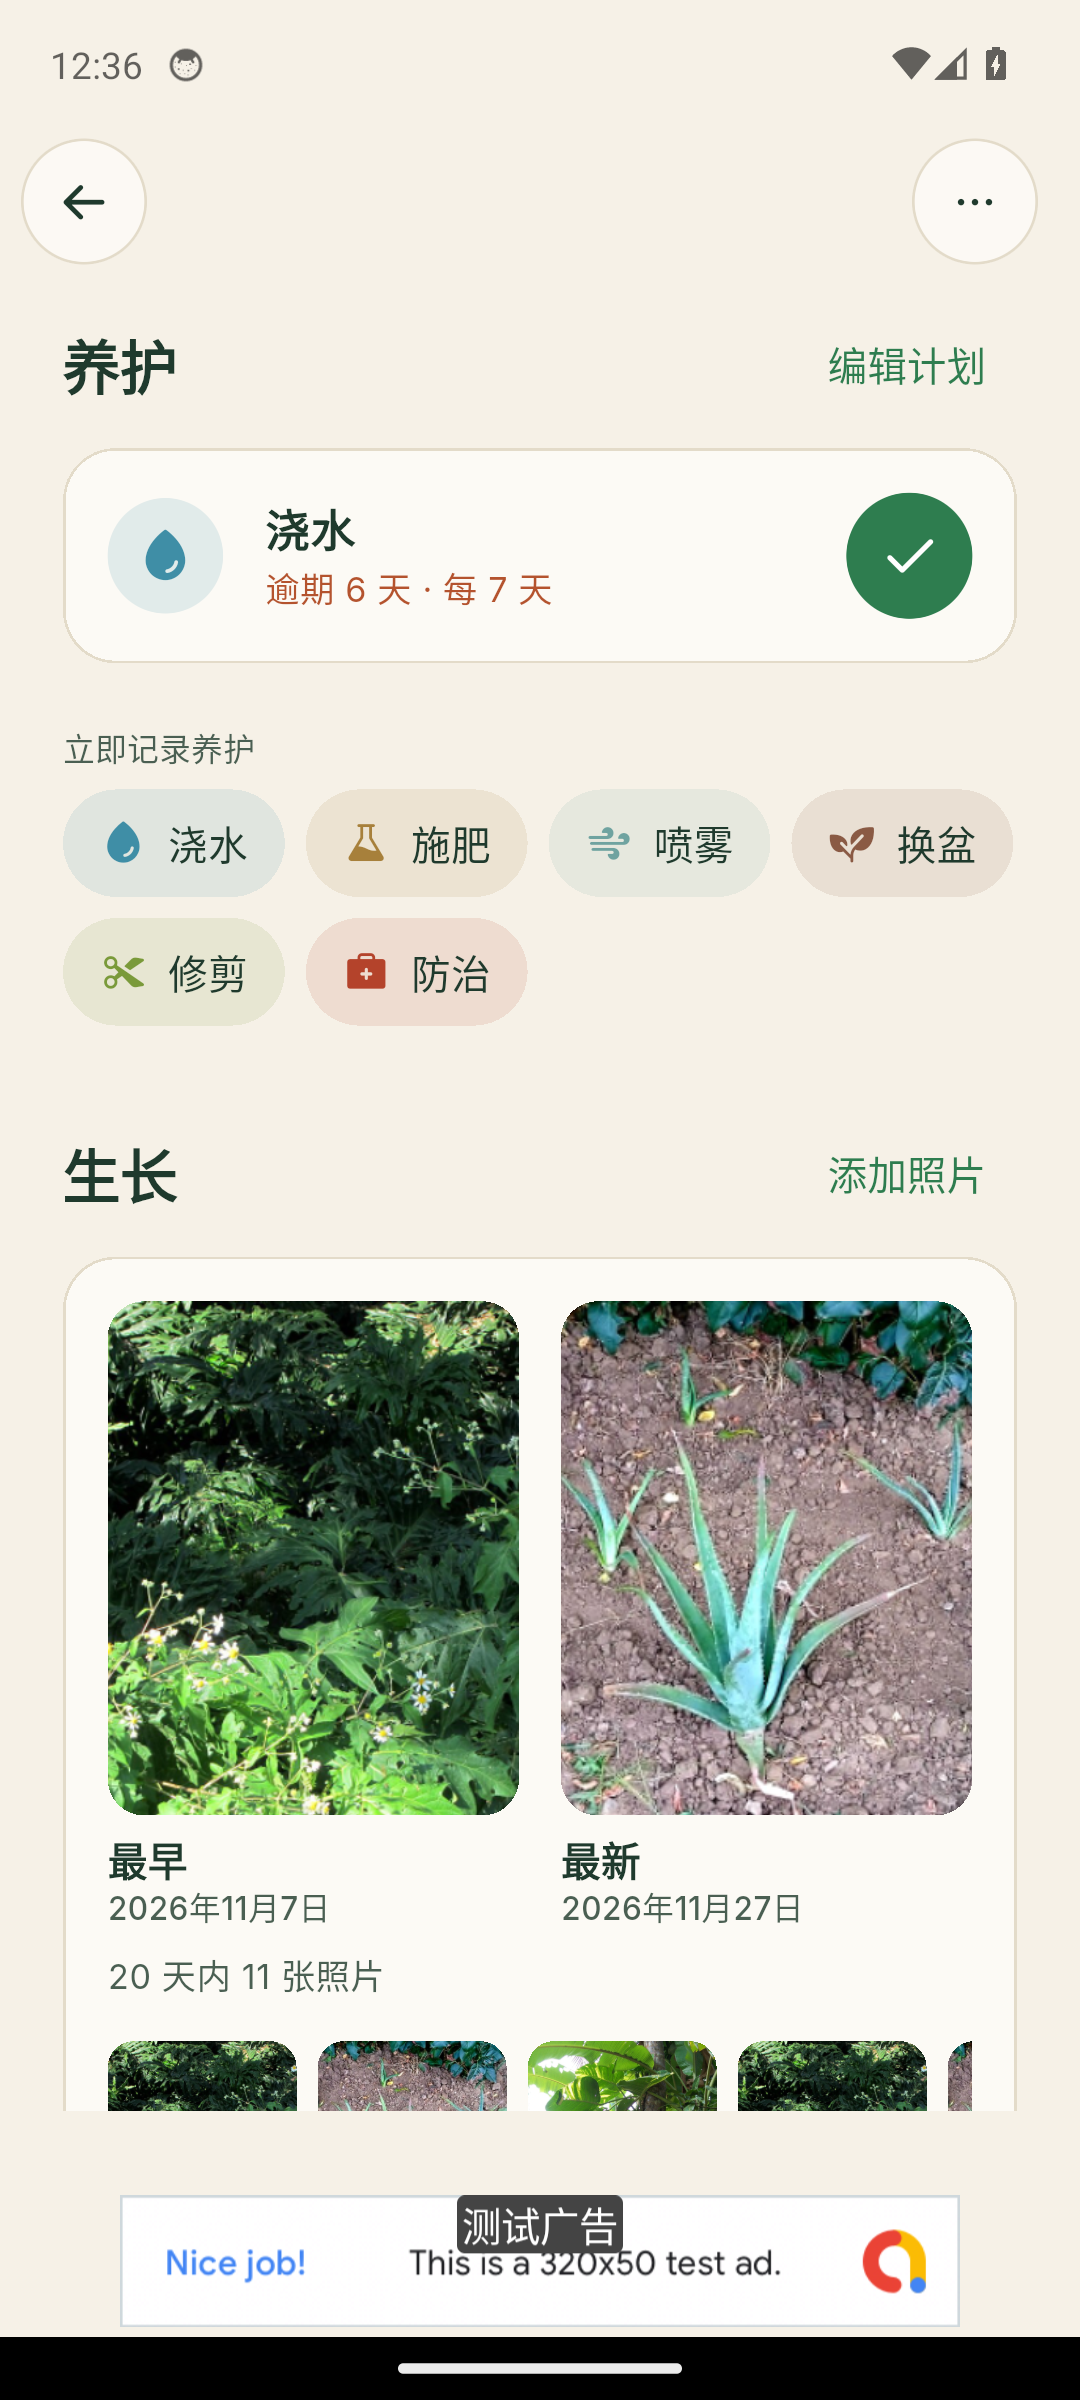 12:36
养护
编辑计划
浇水
逾期 6 天 · 每 7 天
立即记录养护
浇水
施肥
喷雾
换盆
修剪
防治
生长
添加照片
最早
2026年11月7日
最新
2026年11月27日
20 天内 11 张照片
测试广告
Nice job!
This is a 320x50 test ad.